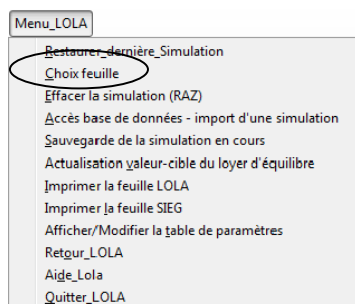 Menu_LOLA
Restaurer_dernière_Simulation
Choix feuille
Effacer la simulation (RAZ)
Accès base de données - import d'une simulation
Sauvegarde de la simulation en cours
Actualisation valeur-cible du loyer d'équilibre
Imprimer la feuille LOLA
Imprimer la feuille SIEG
Afficher/Modifier la table de paramètres
Retour_LOLA
Aide_Lola
Quitter_LOLA